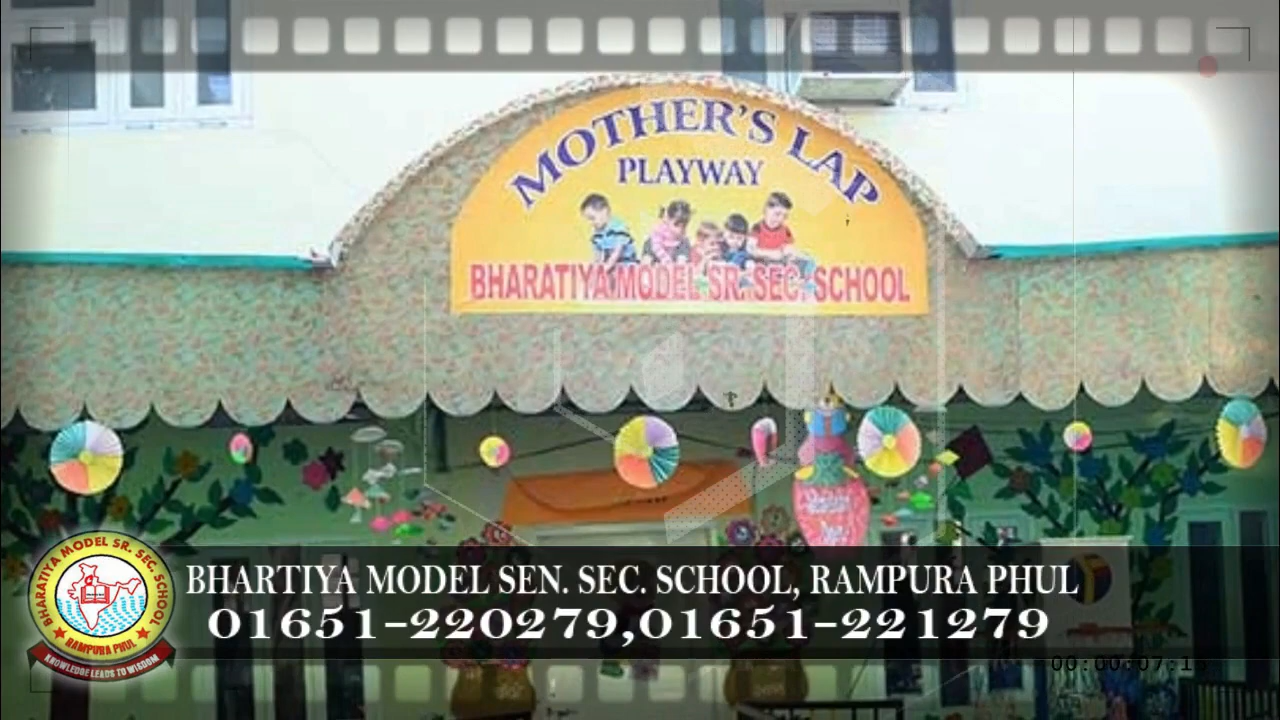 MOTHER'S LAP
PLAYWAY
BHARATIYA MODEL SR. SEC. SCHOOL
BHARATIYA MODEL SR. SEC. SCHOOL
RAMPURA PHUL
KNOWLEDGE LEADS TO WISDOM
BHARTIYA MODEL SEN. SEC. SCHOOL, RAMPURA PHUL
01651-220279,01651-221279
00:00:07:1